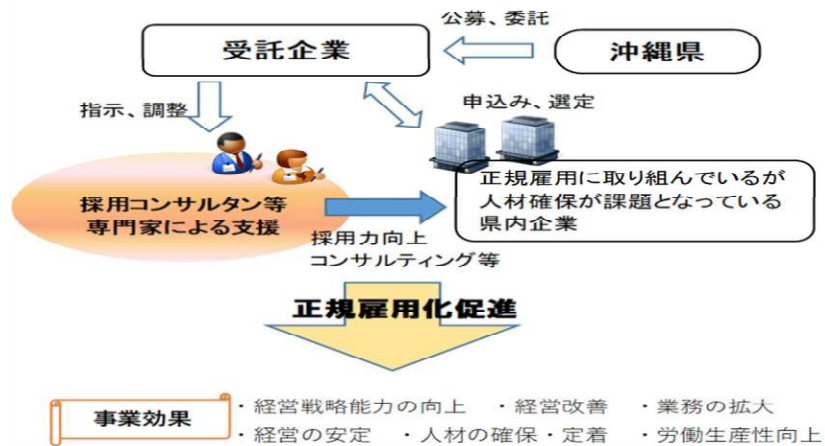 公募、委託
受託企業
沖縄県
指示、調整
申込み、選定
採用コンサルタン等
専門家による支援
正規雇用に取り組んでいるが
人材確保が課題となっている
県内企業
採用力向上
コンサルティング等
正規雇用化促進
事業効果
・経営戦略能力の向上 ・経営改善 ・業務の拡大
・経営の安定 ・人材の確保・定着 ・労働生産性向上